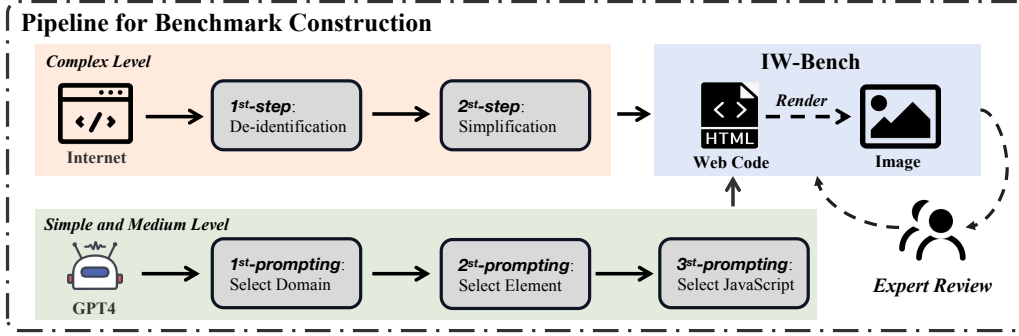 Pipeline for Benchmark Construction
Complex Level
Internet
1st-step:
De-identification
2st-step:
Simplification
IW-Bench
Render
HTML
Web Code
Image
Simple and Medium Level
GPT4
1st-prompting:
Select Domain
2st-prompting:
Select Element
3st-prompting:
Select JavaScript
Expert Review